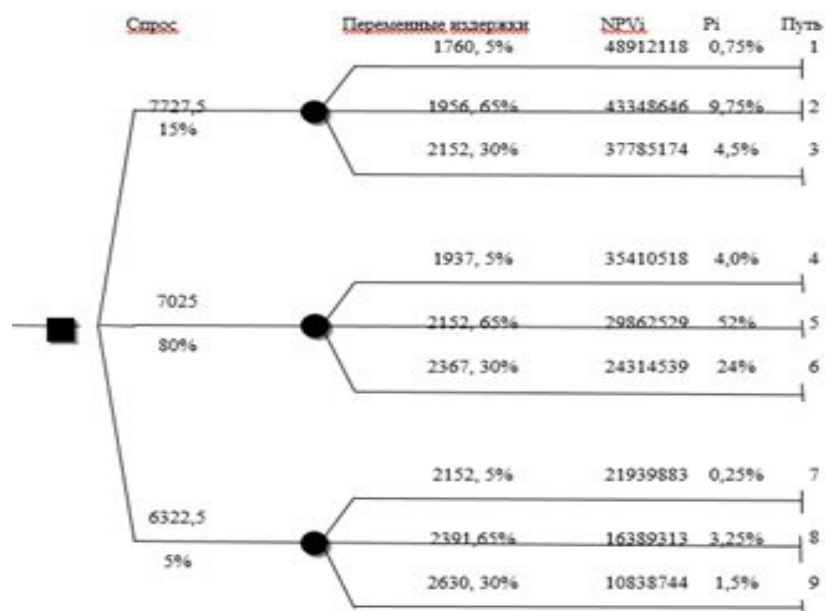 Спрос Переменные издержки NPVi Pi Путь
1760, 5% 48912118 0,75% 1
7727,5 1956, 65% 43348646 9,75% 2
15%
2152, 30% 37785174 4,5% 3
1937, 5% 35410518 4,0% 4
7025 2152, 65% 29862529 52% 5
80%
2367, 30% 24314539 24% 6
2152, 5% 21939883 0,25% 7
6322,5 2391,65% 16389313 3,25% 8
5%
2630, 30% 10838744 1,5% 9